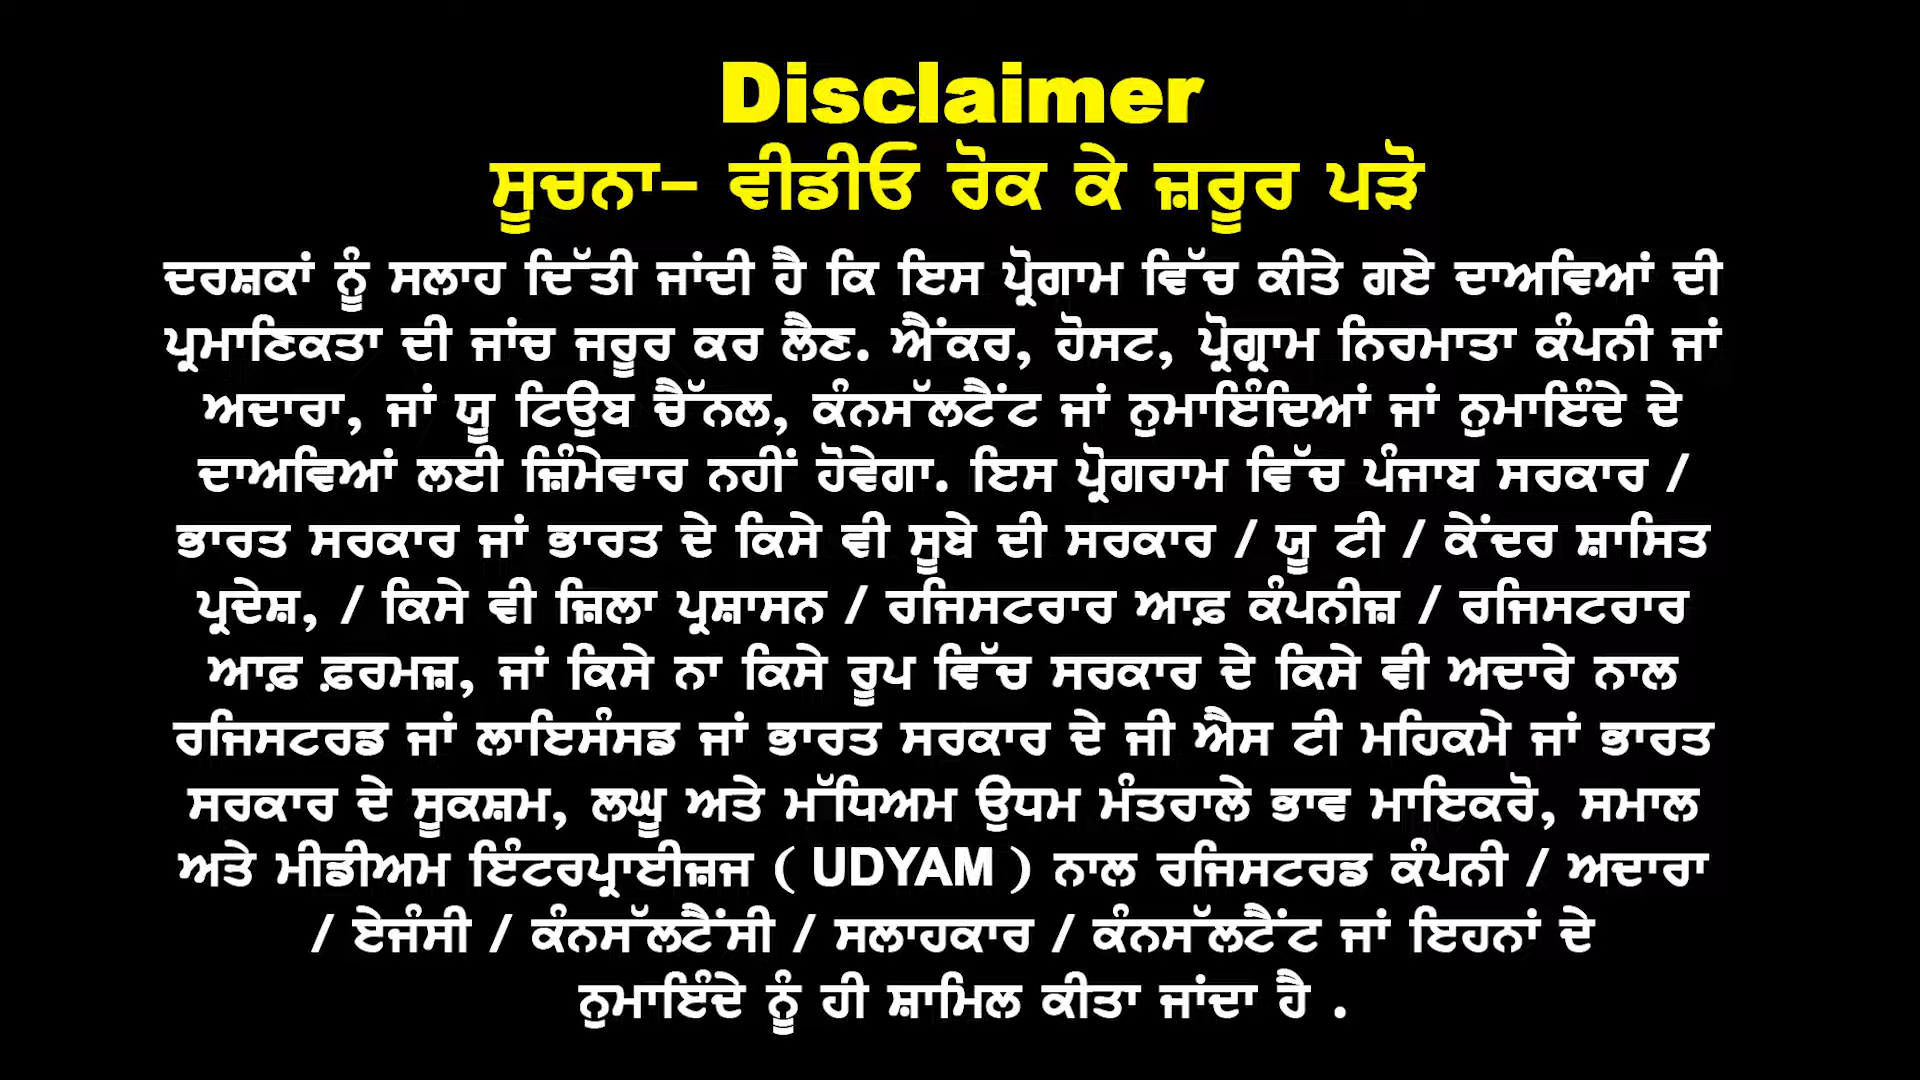 Disclaimer
ਸੂਚਨਾ- ਵੀਡੀਓ ਰੋਕ ਕੇ ਜ਼ਰੂਰ ਪੜੋ
ਦਰਸ਼ਕਾਂ ਨੂੰ ਸਲਾਹ ਦਿੱਤੀ ਜਾਂਦੀ ਹੈ ਕਿ ਇਸ ਪ੍ਰੋਗਾਮ ਵਿੱਚ ਕੀਤੇ ਗਏ ਦਾਅਵਿਆਂ ਦੀ
ਪ੍ਰਮਾਣਿਕਤਾ ਦੀ ਜਾਂਚ ਜਰੂਰ ਕਰ ਲੈਣ. ਐਂਕਰ, ਹੋਸਟ, ਪ੍ਰੋਗ੍ਰਾਮ ਨਿਰਮਾਤਾ ਕੰਪਨੀ ਜਾਂ
ਅਦਾਰਾ, ਜਾਂ ਯੂ ਟਿਊਬ ਚੈੱਨਲ, ਕੰਨਸੱਲਟੈਂਟ ਜਾਂ ਨੁਮਾਇੰਦਿਆਂ ਜਾਂ ਨੁਮਾਇੰਦੇ ਦੇ
ਦਾਅਵਿਆਂ ਲਈ ਜ਼ਿੰਮੇਵਾਰ ਨਹੀਂ ਹੋਵੇਗਾ. ਇਸ ਪ੍ਰੋਗਰਾਮ ਵਿੱਚ ਪੰਜਾਬ ਸਰਕਾਰ /
ਭਾਰਤ ਸਰਕਾਰ ਜਾਂ ਭਾਰਤ ਦੇ ਕਿਸੇ ਵੀ ਸੂਬੇ ਦੀ ਸਰਕਾਰ / ਯੂ ਟੀ / ਕੇਂਦਰ ਸ਼ਾਸਿਤ
ਪ੍ਰਦੇਸ਼, / ਕਿਸੇ ਵੀ ਜ਼ਿਲਾ ਪ੍ਰਸ਼ਾਸਨ / ਰਜਿਸਟਰਾਰ ਆਫ਼ ਕੰਪਨੀਜ਼ / ਰਜਿਸਟਰਾਰ
ਆਫ਼ ਫ਼ਰਮਜ਼, ਜਾਂ ਕਿਸੇ ਨਾ ਕਿਸੇ ਰੂਪ ਵਿੱਚ ਸਰਕਾਰ ਦੇ ਕਿਸੇ ਵੀ ਅਦਾਰੇ ਨਾਲ
ਰਜਿਸਟਰਡ ਜਾਂ ਲਾਇਸੰਸਡ ਜਾਂ ਭਾਰਤ ਸਰਕਾਰ ਦੇ ਜੀ ਐਸ ਟੀ ਮਹਿਕਮੇ ਜਾਂ ਭਾਰਤ
ਸਰਕਾਰ ਦੇ ਸੂਕਸ਼ਮ, ਲਘੂ ਅਤੇ ਮੱਧਿਅਮ ਉਧਮ ਮੰਤਰਾਲੇ ਭਾਵ ਮਾਇਕਰੋ, ਸਮਾਲ
ਅਤੇ ਮੀਡੀਅਮ ਇੰਟਰਪ੍ਰਾਈਜ਼ਜ ( UDYAM ) ਨਾਲ ਰਜਿਸਟਰਡ ਕੰਪਨੀ / ਅਦਾਰਾ
/ ਏਜੰਸੀ / ਕੰਨਸੱਲਟੈਂਸੀ / ਸਲਾਹਕਾਰ / ਕੰਨਸੱਲਟੈਂਟ ਜਾਂ ਇਹਨਾਂ ਦੇ
ਨੁਮਾਇੰਦੇ ਨੂੰ ਹੀ ਸ਼ਾਮਿਲ ਕੀਤਾ ਜਾਂਦਾ ਹੈ .